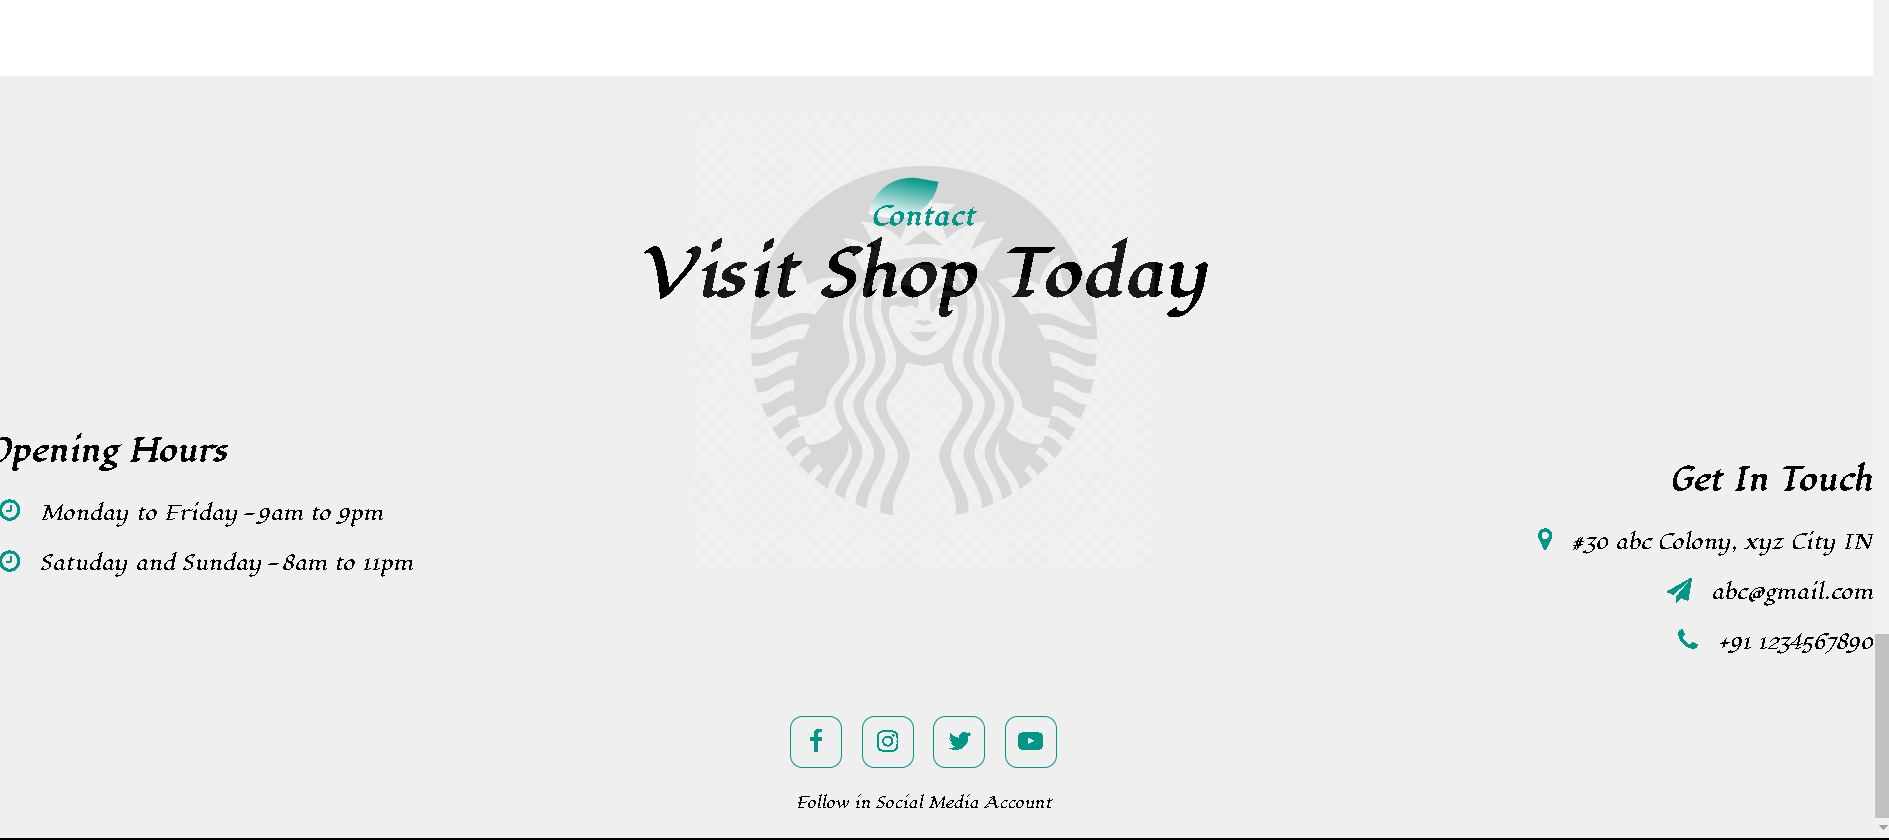 Contact
Visit Shop Today
Opening Hours
Monday to Friday - 9am to 9pm
Satuday and Sunday - 8am to 11pm
Get In Touch
#30 abc Colony, xyz City IN
abc@gmail.com
+91 1234567890
Follow in Social Media Account